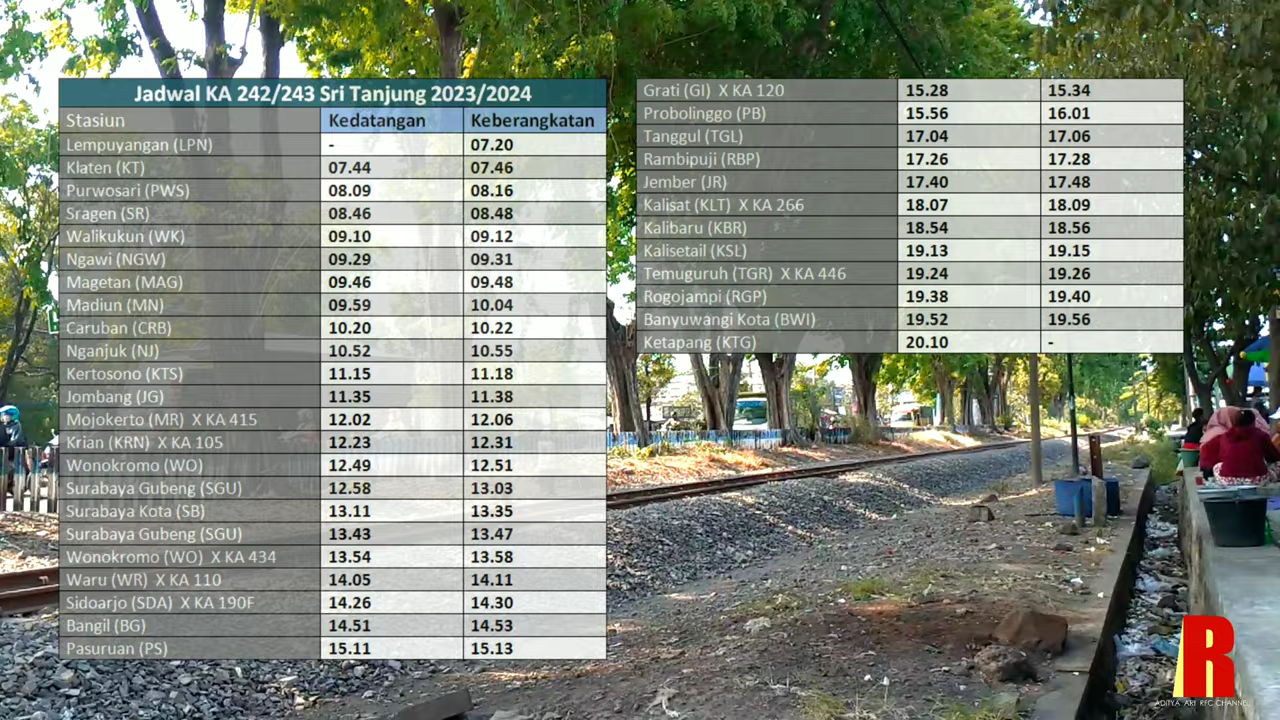 Jadwal KA 242/243 Sri Tanjung 2023/2024
Stasiun Kedatangan Keberangkatan
Lempuyangan (LPN) - 07.20
Klaten (KT) 07.44 07.46
Purwosari (PWS) 08.09 08.16
Sragen (SR) 08.46 08.48
Walikukun (WK) 09.10 09.12
Ngawi (NGW) 09.29 09.31
Magetan (MAG) 09.46 09.48
Madiun (MN) 09.59 10.04
Caruban (CRB) 10.20 10.22
Nganjuk (NJ) 10.52 10.55
Kertosono (KTS) 11.15 11.18
Jombang (JG) 11.35 11.38
Mojokerto (MR) X KA 415 12.02 12.06
Krian (KRN) X KA 105 12.23 12.31
Wonokromo (WO) 12.49 12.51
Surabaya Gubeng (SGU) 12.58 13.03
Surabaya Kota (SB) 13.11 13.35
Surabaya Gubeng (SGU) 13.43 13.47
Wonokromo (WO) X KA 434 13.54 13.58
Waru (WR) X KA 110 14.05 14.11
Sidoarjo (SDA) X KA 190F 14.26 14.30
Bangil (BG) 14.51 14.53
Pasuruan (PS) 15.11 15.13
Grati (GI) X KA 120 15.28 15.34
Probolinggo (PB) 15.56 16.01
Tanggul (TGL) 17.04 17.06
Rambipuji (RBP) 17.26 17.28
Jember (JR) 17.40 17.48
Kalisat (KLT) X KA 266 18.07 18.09
Kalibaru (KBR) 18.54 18.56
Kalisetail (KSL) 19.13 19.15
Temuguruh (TGR) X KA 446 19.24 19.26
Rogojampi (RGP) 19.38 19.40
Banyuwangi Kota (BWI) 19.52 19.56
Ketapang (KTG) 20.10 -
R
ADITYA ARI RFC CHANNEL